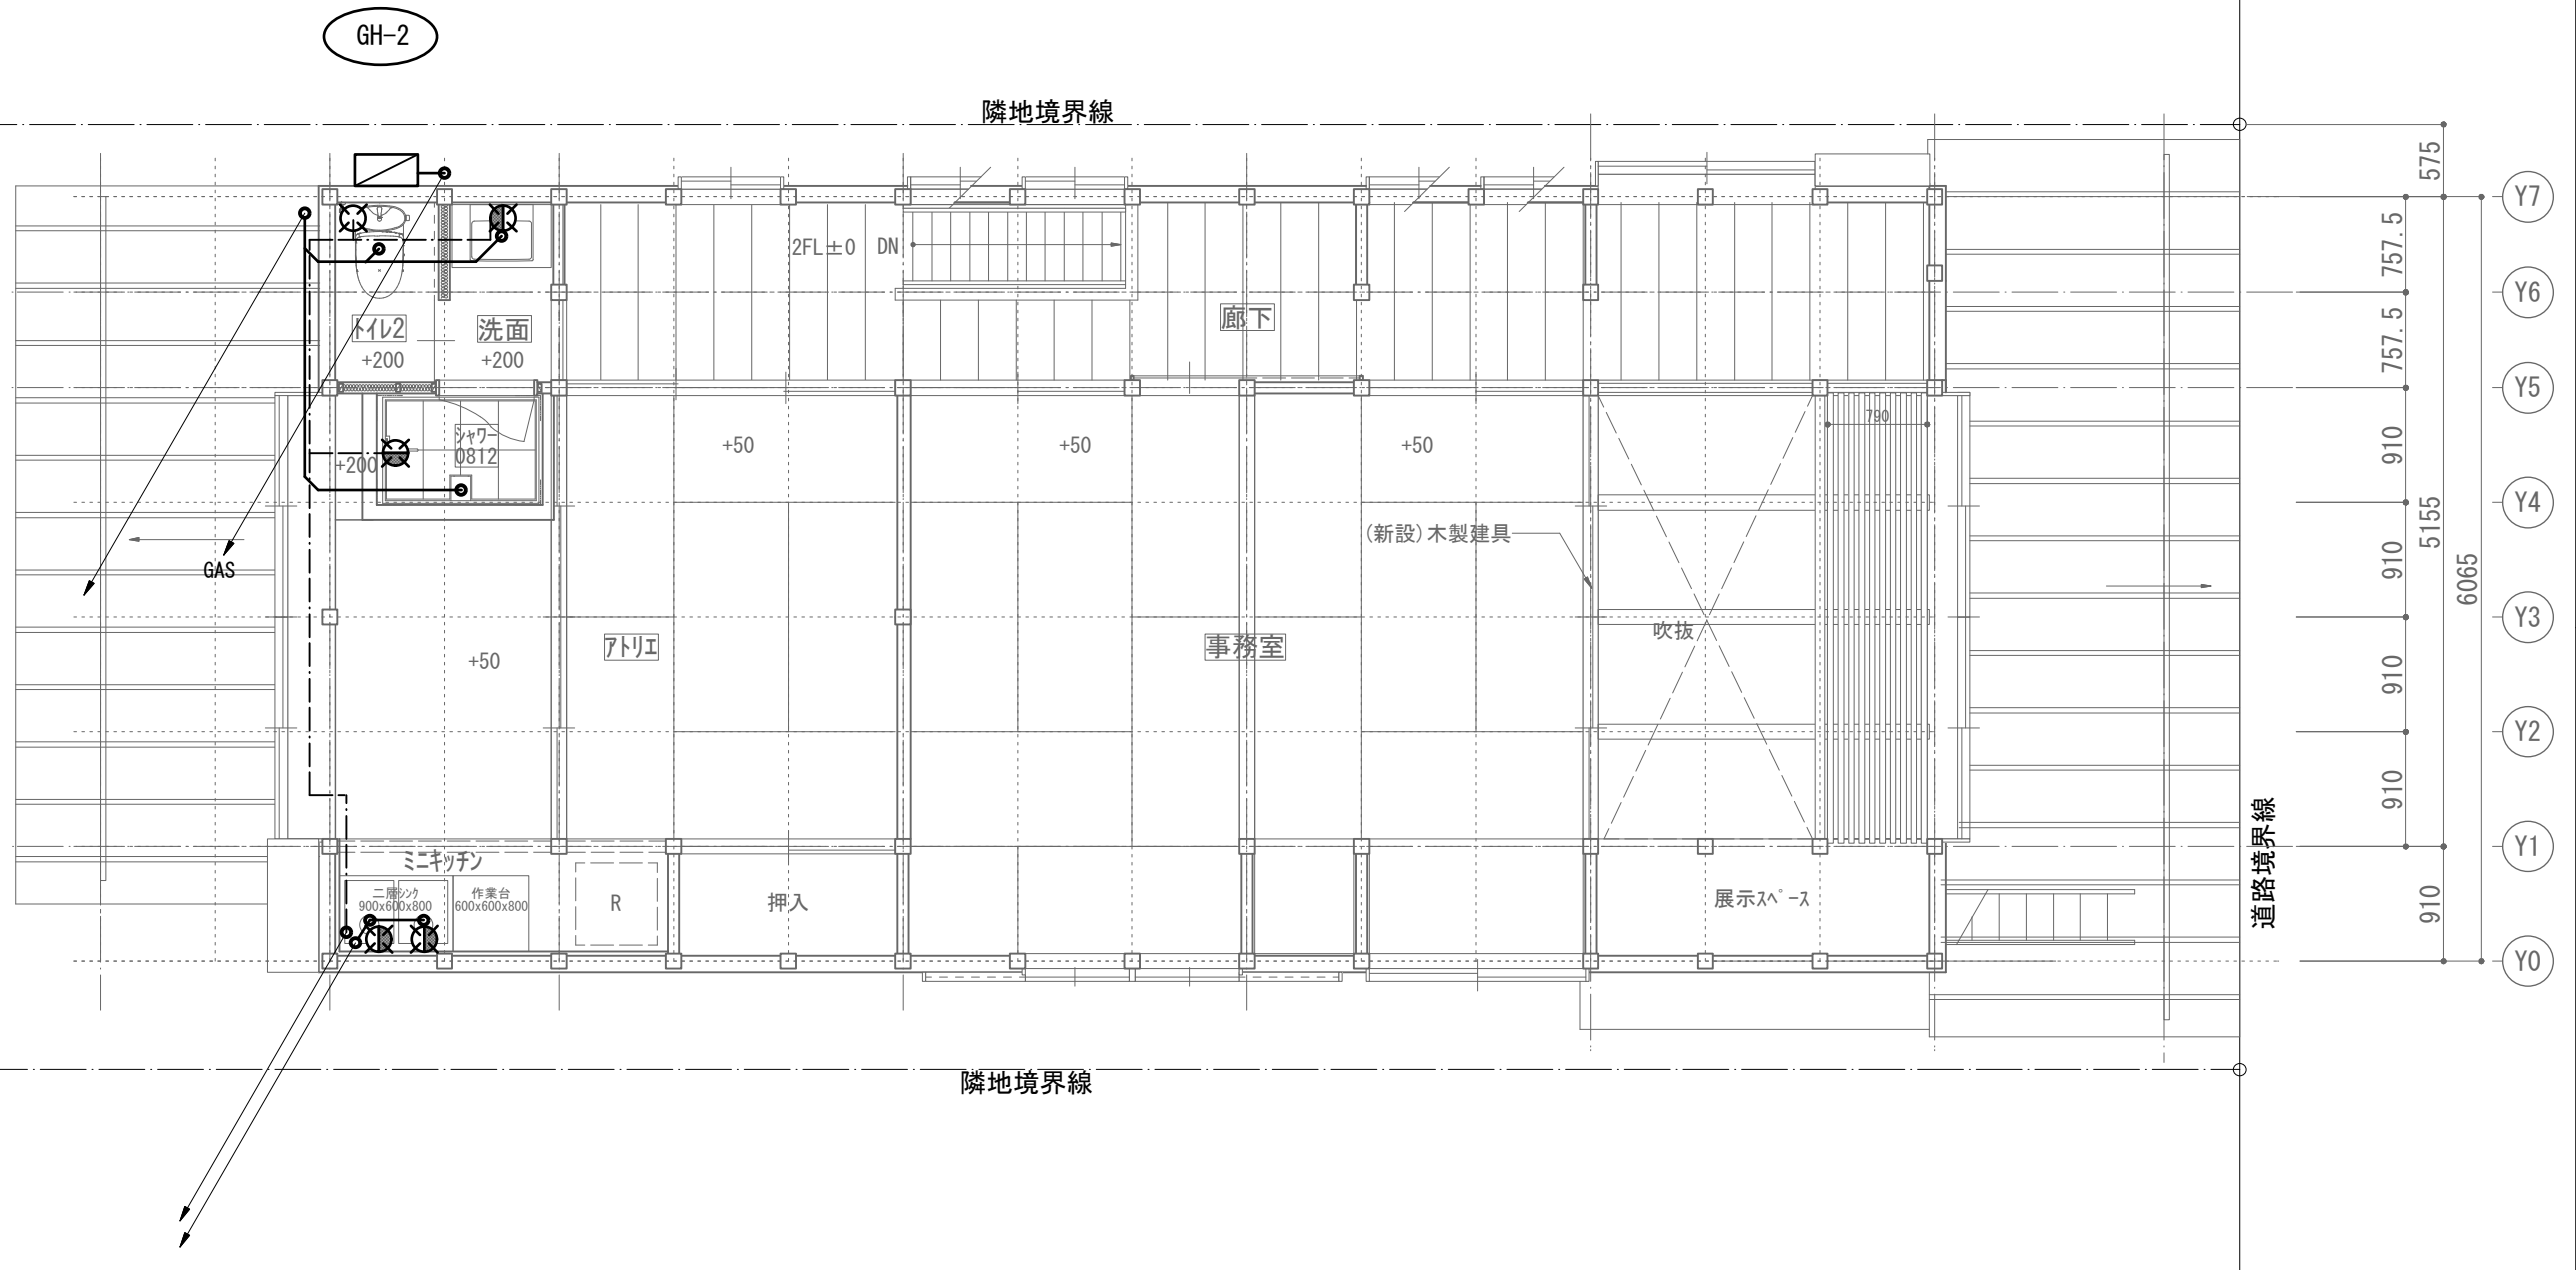 GH-2
隣地境界線
575
Y7
757.5
2FL±0 DN
Y6
トイレ2
+200
洗面
+200
廊下
757.5
Y5
790
シャワー
0812
+200
+50
+50
+50
910
Y4
(新設)木製建具
GAS
910
5155
6065
Y3
吹抜
アトリエ
事務室
+50
910
Y2
910
道路境界線
Y1
ミニキッチン
二層シンク
900x600x800
作業台
600x600x800
R
押入
展示スペース
910
Y0
隣地境界線